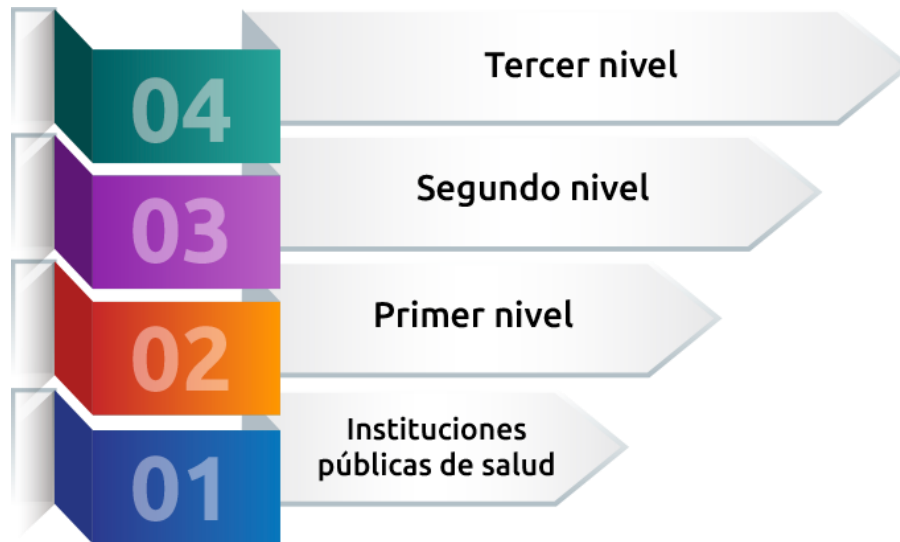 04
Tercer nivel
03
Segundo nivel
02
Primer nivel
01
Instituciones
públicas de salud